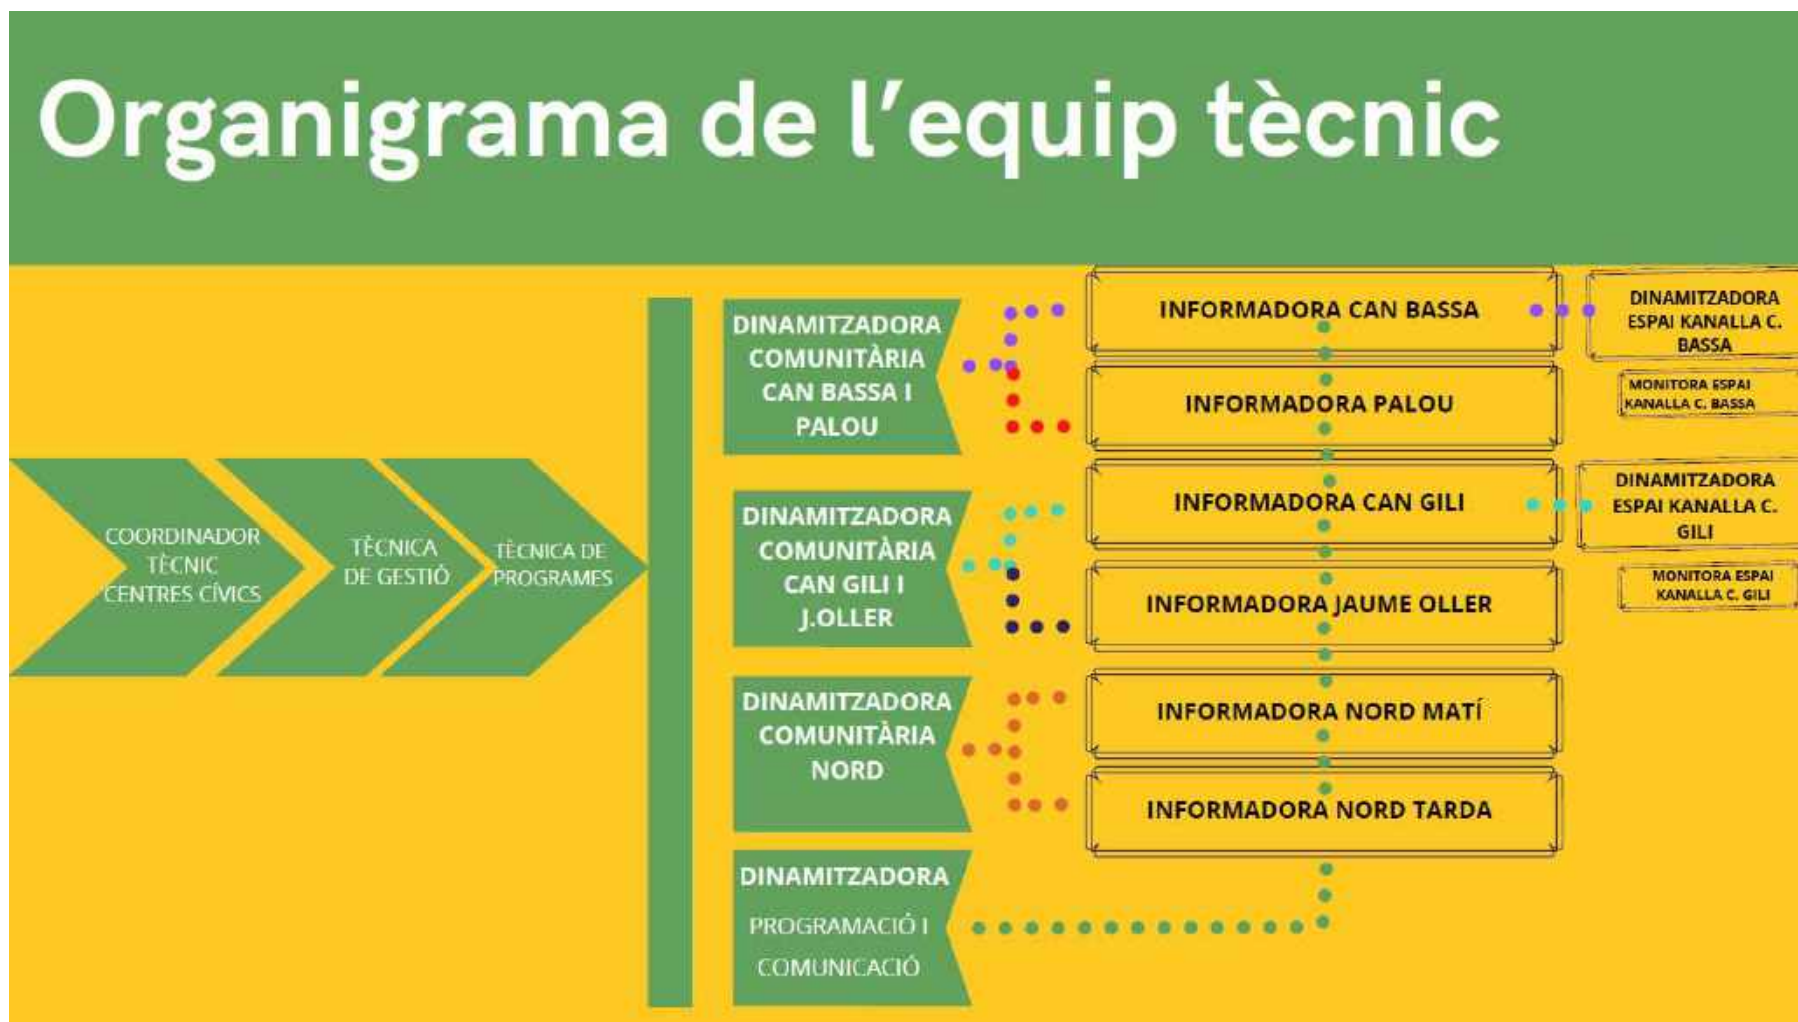 Organigrama de l'equip tècnic
COORDINADOR
TÈCNIC
CENTRES CÍVICS
TÈCNICA
DE GESTIÓ
TÈCNICA DE
PROGRAMES
DINAMITZADORA
COMUNITÀRIA
CAN BASSA I
PALOU
DINAMITZADORA
COMUNITÀRIA
CAN GILI I
J.OLLER
DINAMITZADORA
COMUNITÀRIA
NORD
DINAMITZADORA
PROGRAMACIÓ I
COMUNICACIÓ
INFORMADORA CAN BASSA
INFORMADORA PALOU
INFORMADORA CAN GILI
INFORMADORA JAUME OLLER
INFORMADORA NORD MATÍ
INFORMADORA NORD TARDA
DINAMITZADORA
ESPAI KANALLA C.
BASSA
MONITORA ESPAI
KANALLA C. BASSA
DINAMITZADORA
ESPAI KANALLA C.
GILI
MONITORA ESPAI
KANALLA C. GILI